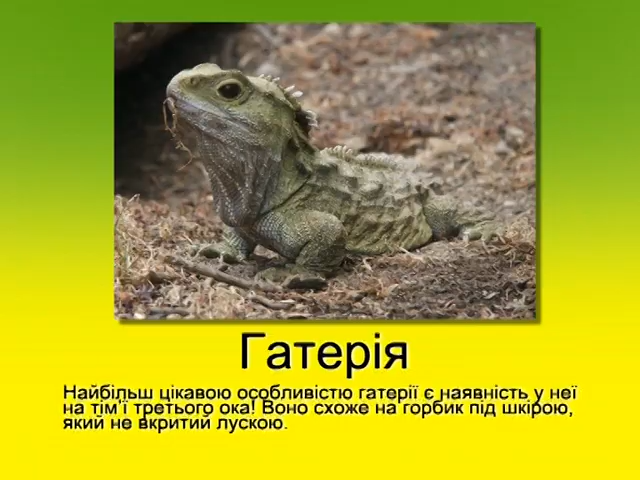 Гатерія
Найбільш цікавою особливістю гатерії є наявність у неї
на тім'ї третього ока! Воно схоже на горбик під шкірою,
який не вкритий лускою.